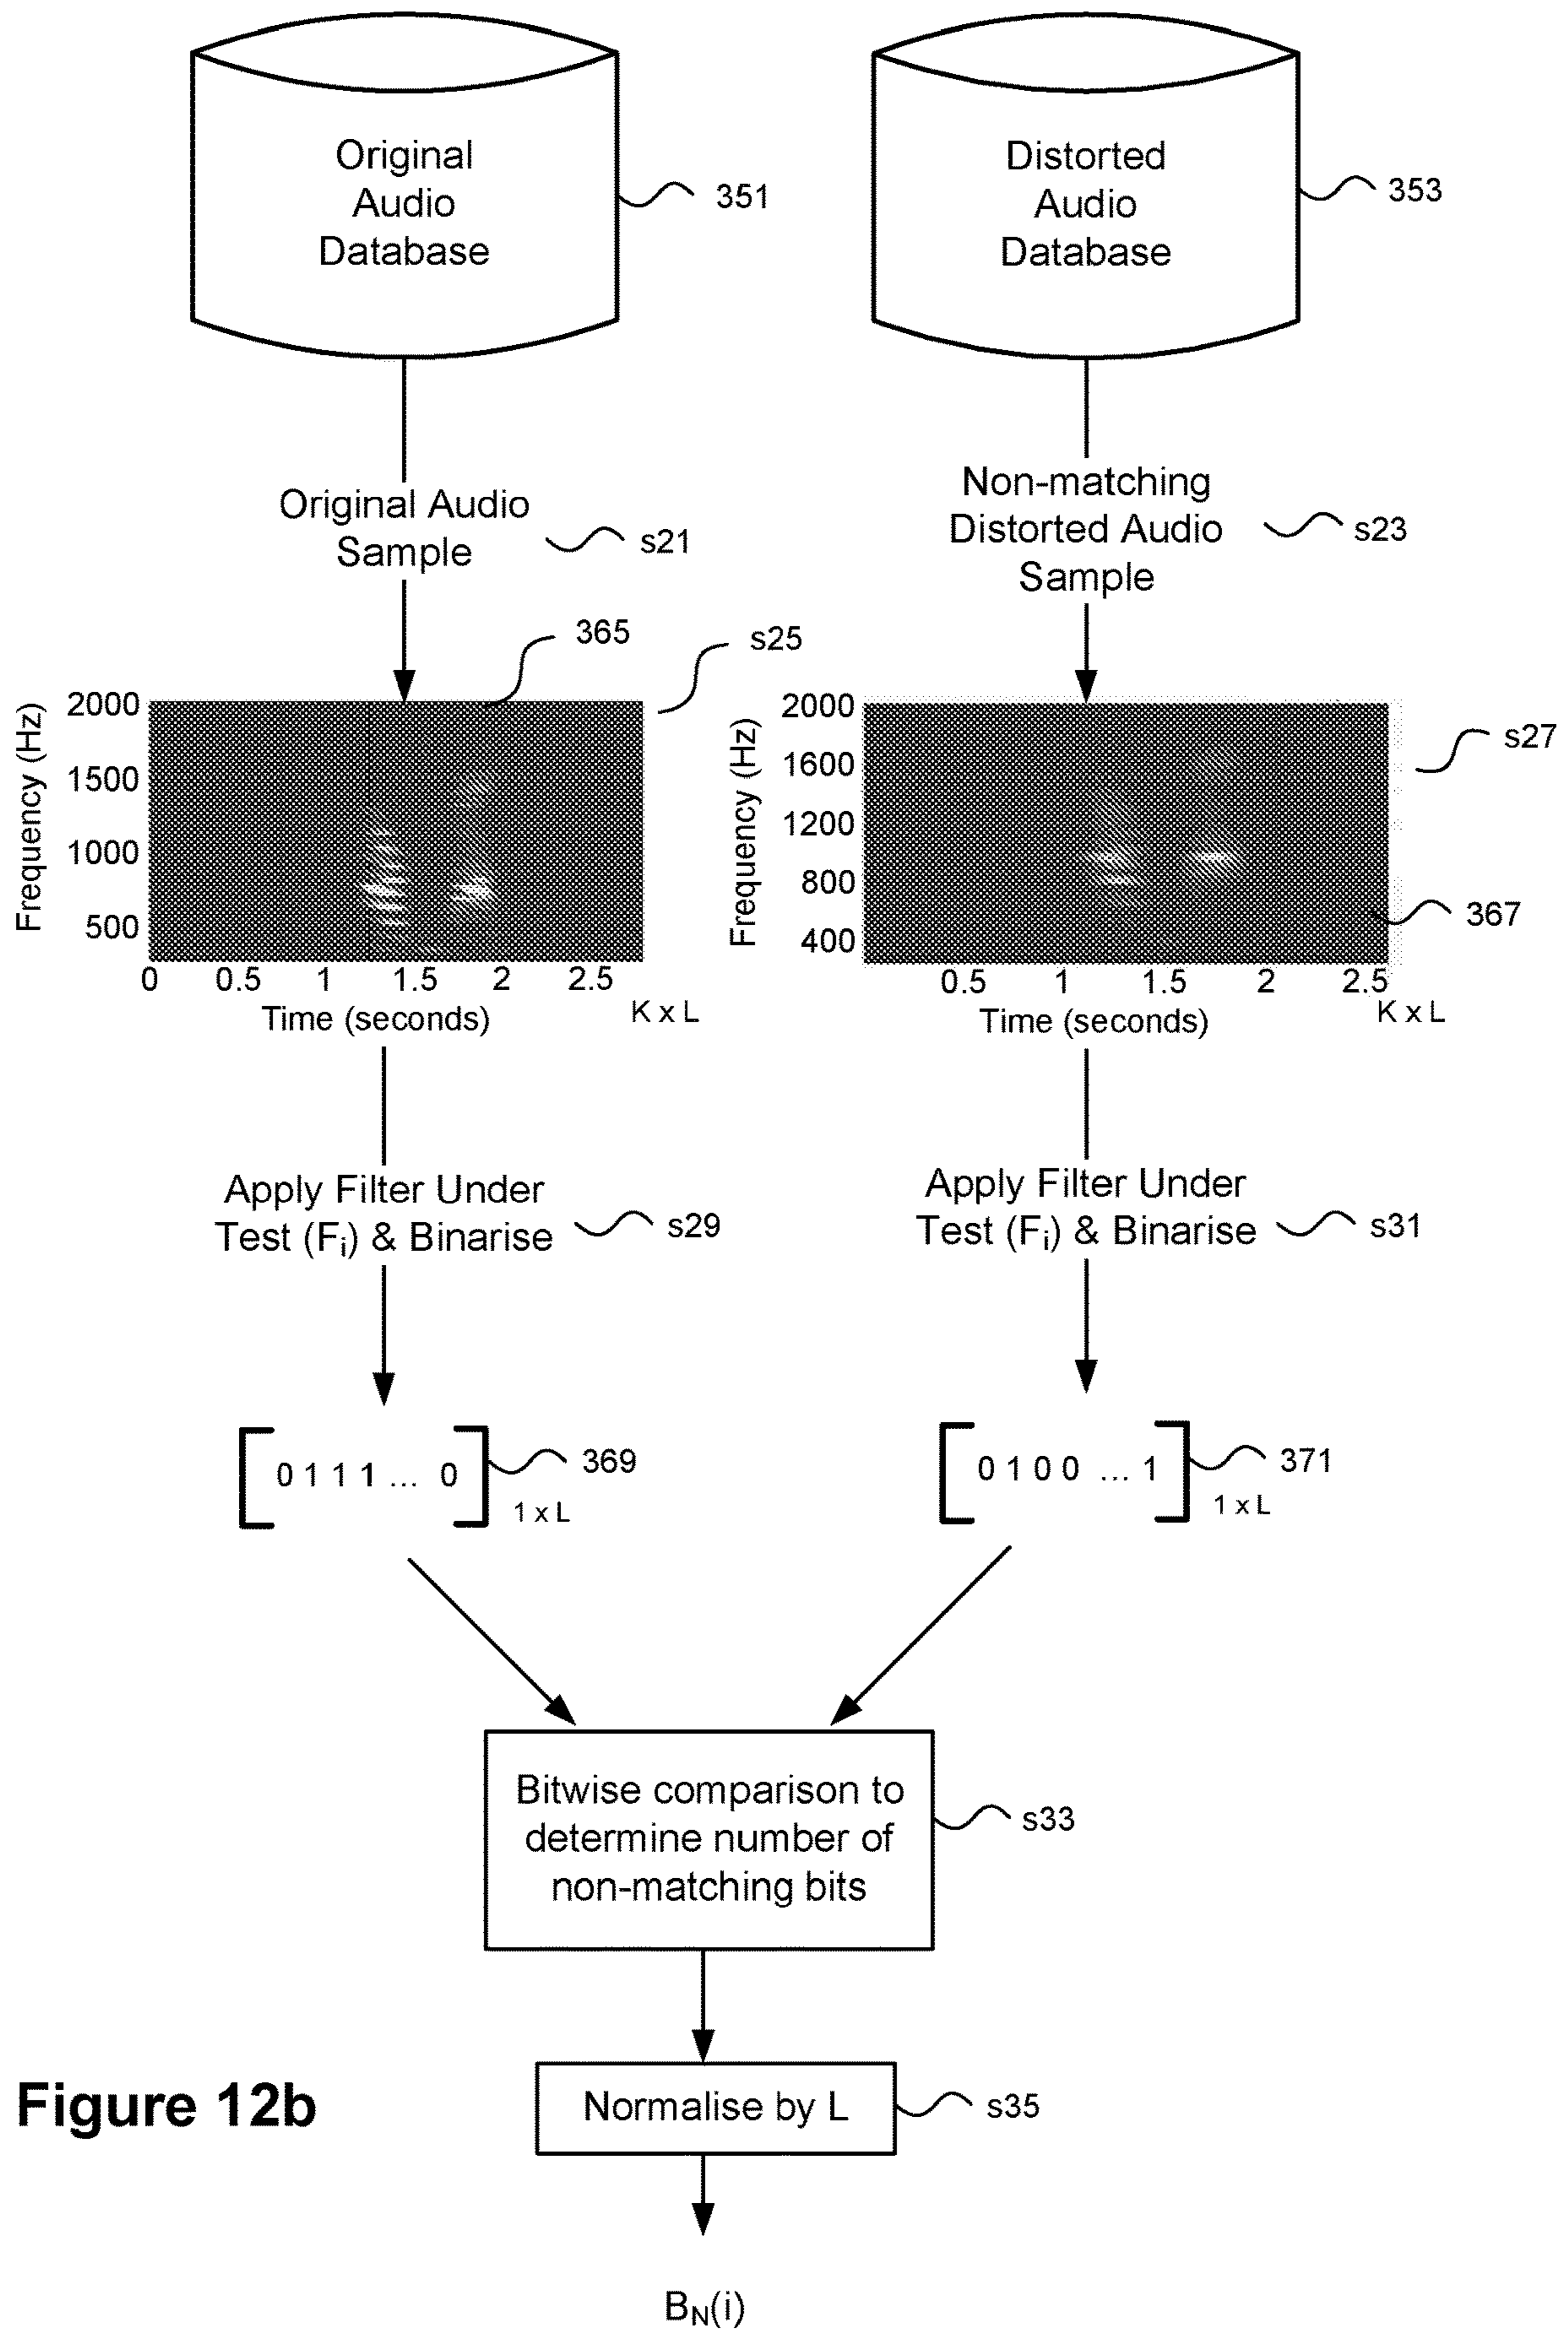 Original
Audio
Database
351
Distorted
Audio
Database
353
Original Audio
Sample
s21
Non-matching
Distorted Audio
Sample
s23
365
s25
Frequency (Hz)
2000
1500
1000
500
0 0.5 1 1.5 2 2.5
Time (seconds)
K x L
Frequency (Hz)
2000
1600
1200
800
400
s27
367
0.5 1 1.5 2 2.5
Time (seconds)
K x L
Apply Filter Under
Test (Fi) & Binarise
s29
Apply Filter Under
Test (Fi) & Binarise
s31
0 1 1 1 ... 0
369
1 x L
0 1 0 0 ... 1
371
1 x L
Bitwise comparison to
determine number of
non-matching bits
s33
Normalise by L
s35
Figure 12b
BN(i)